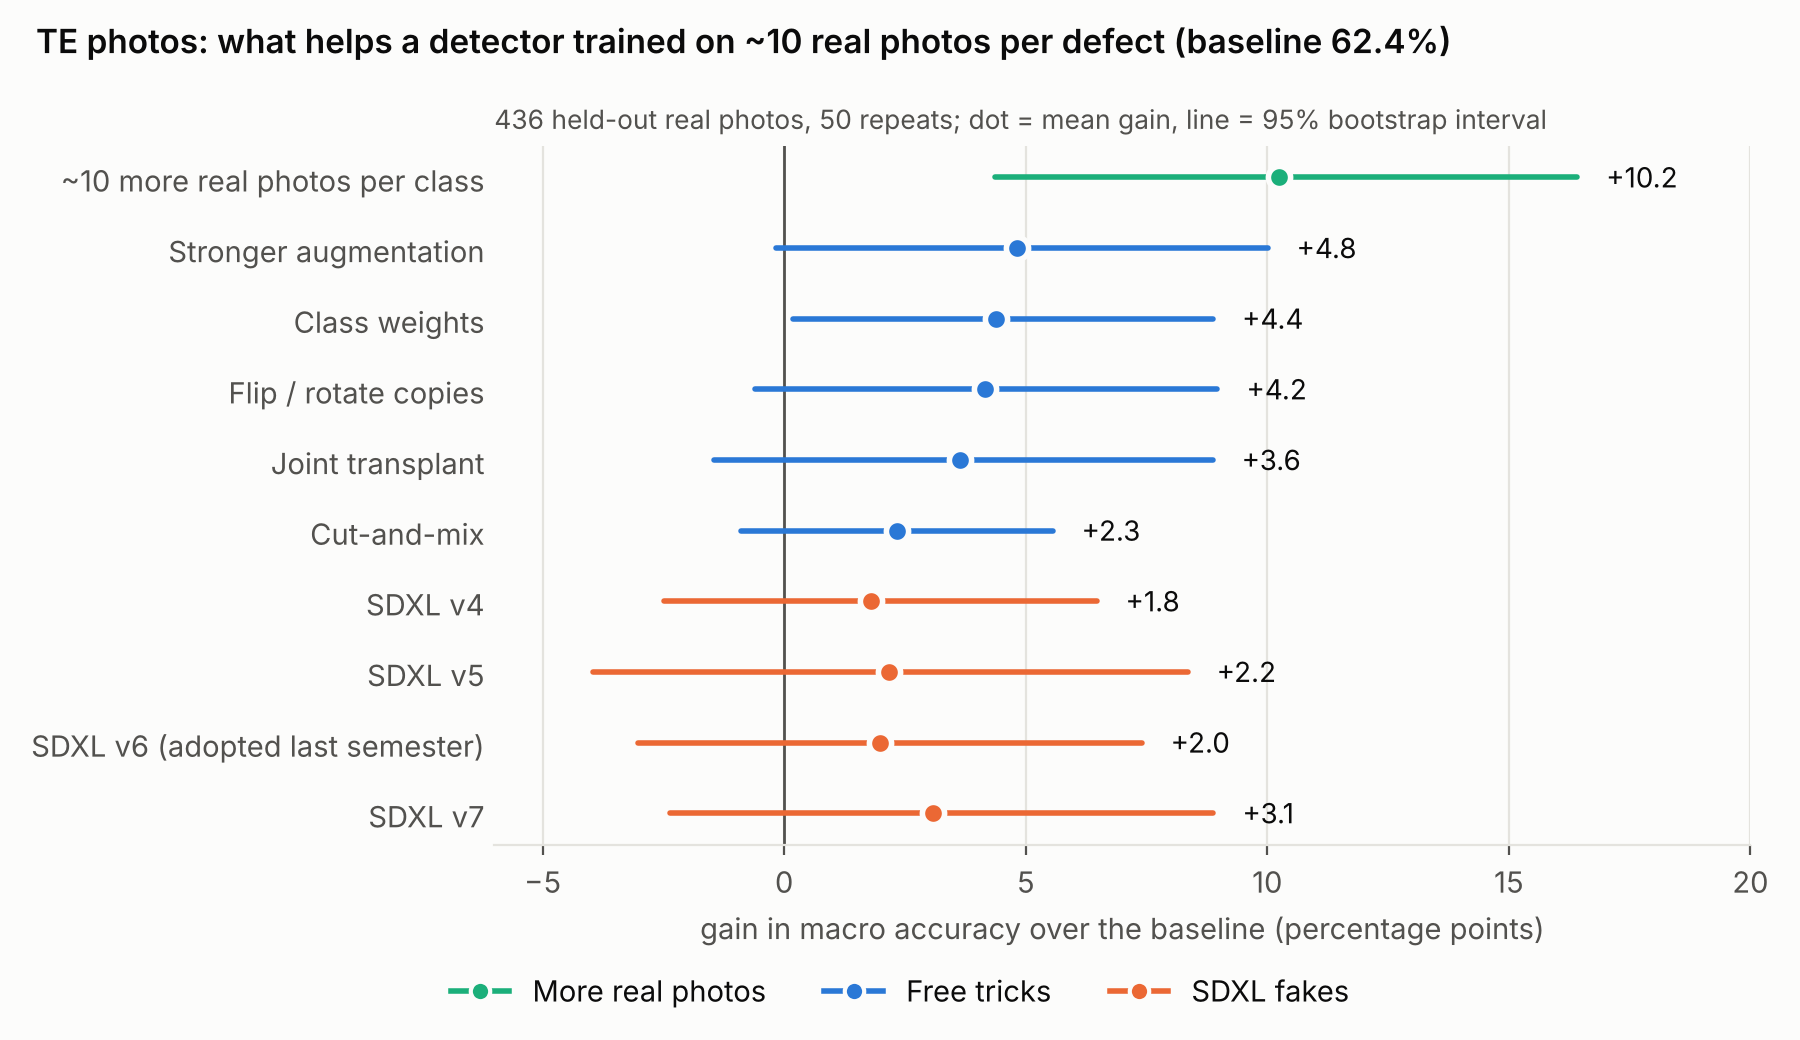 TE photos: what helps a detector trained on ~10 real photos per defect (baseline 62.4%)
436 held-out real photos, 50 repeats; dot = mean gain, line = 95% bootstrap interval
~10 more real photos per class +10.2
Stronger augmentation +4.8
Class weights +4.4
Flip / rotate copies +4.2
Joint transplant +3.6
Cut-and-mix +2.3
SDXL v4 +1.8
SDXL v5 +2.2
SDXL v6 (adopted last semester) +2.0
SDXL v7 +3.1
−5 0 5 10 15 20
gain in macro accuracy over the baseline (percentage points)
More real photos Free tricks SDXL fakes